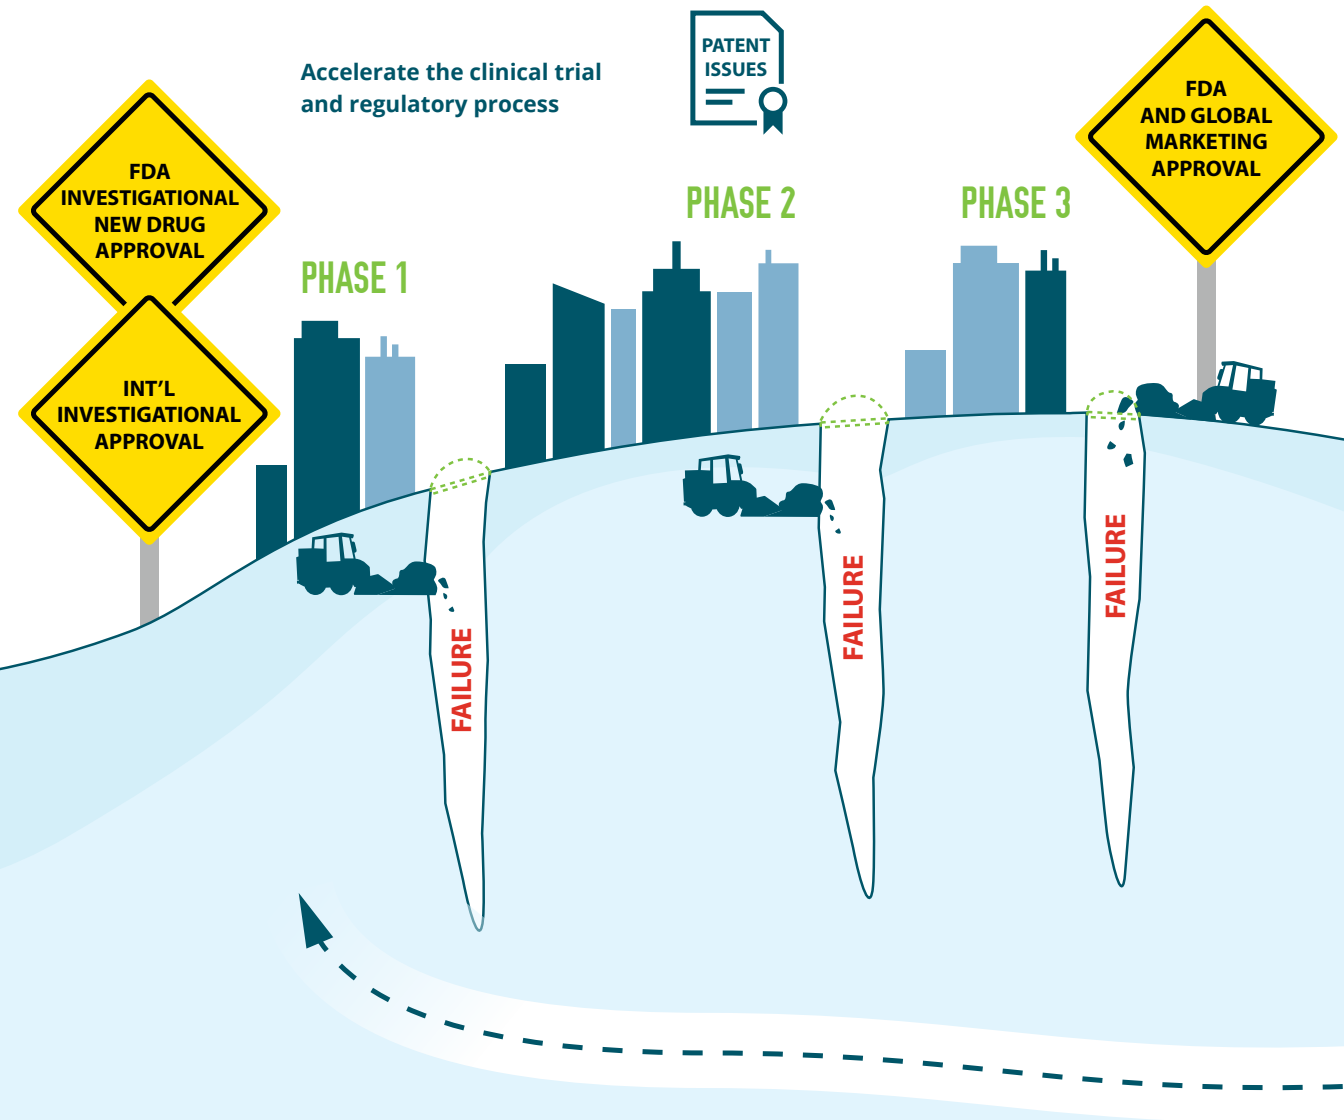 Accelerate the clinical trial
and regulatory process
PATENT
ISSUES
FDA
AND GLOBAL
MARKETING
APPROVAL
FDA
INVESTIGATIONAL
NEW DRUG
APPROVAL
INT'L
INVESTIGATIONAL
APPROVAL
PHASE 1
PHASE 2
PHASE 3
FAILURE
FAILURE
FAILURE